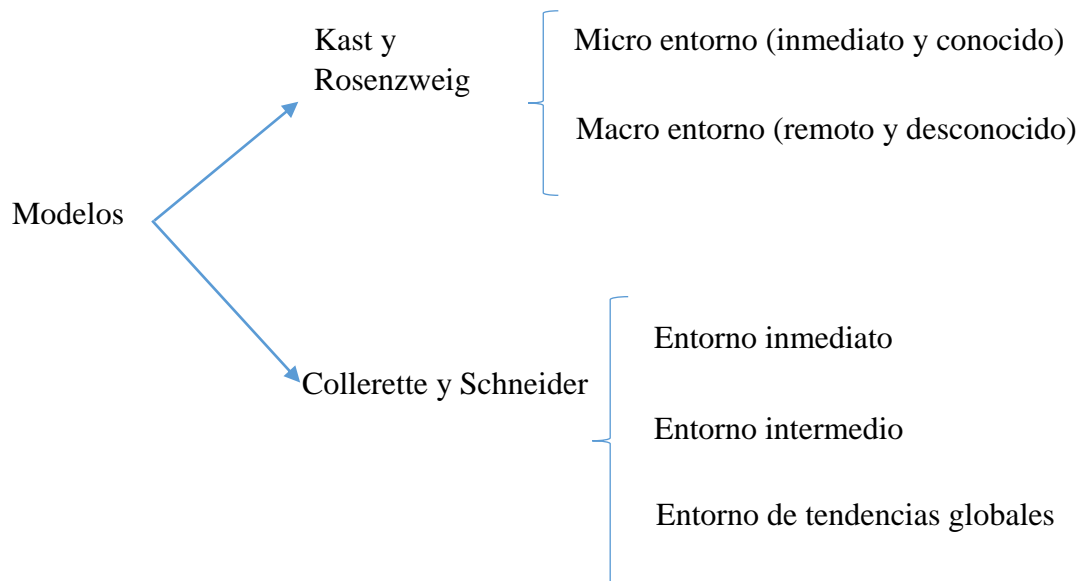 Kast y
Rosenzweig
Micro entorno (inmediato y conocido)
Macro entorno (remoto y desconocido)
Modelos
Collerette y Schneider
Entorno inmediato
Entorno intermedio
Entorno de tendencias globales